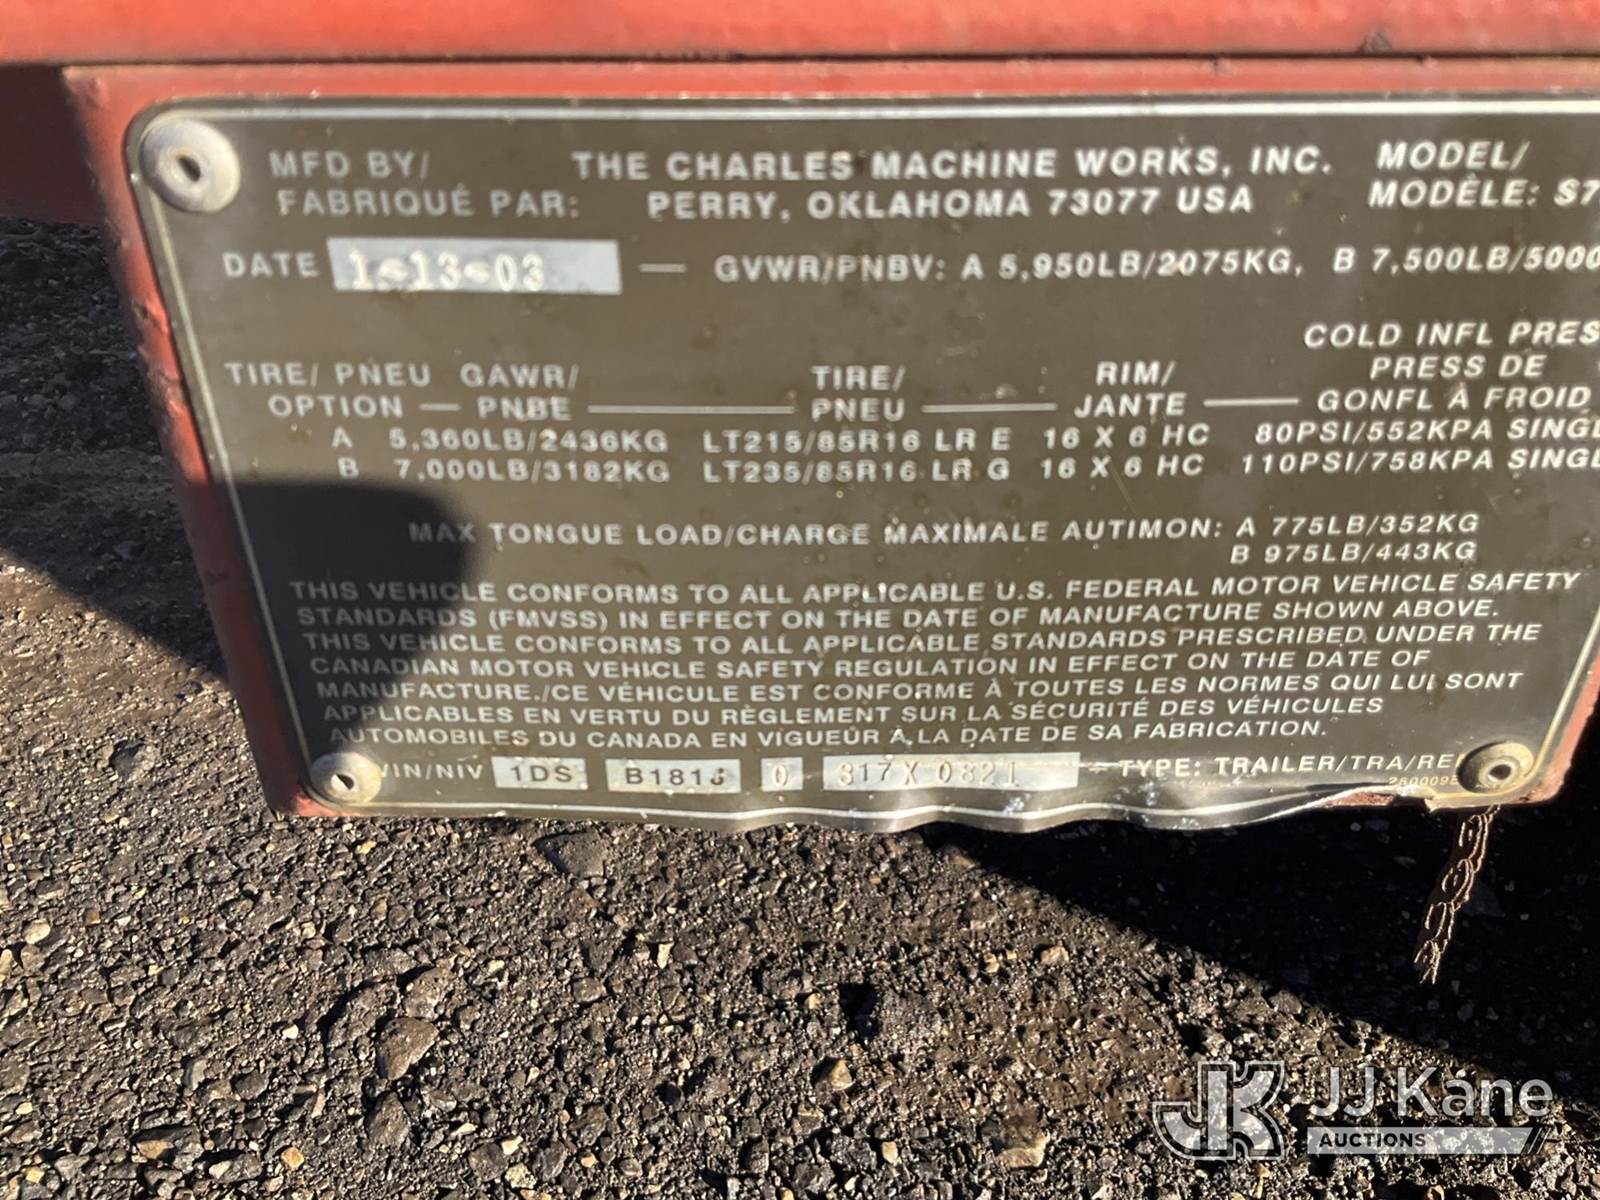 MFD BY/ THE CHARLES MACHINE WORKS, INC. MODEL/
FABRIQUÉ PAR: PERRY, OKLAHOMA 73077 USA MODÈLE: S7
DATE 1-13-03 — GVWR/PNBV: A 5,950LB/2075KG, B 7,500LB/5000
COLD INFL PRES
TIRE/ PNEU GAWR/ TIRE/ RIM/ PRESS DE
OPTION — PNBE — PNEU — JANTE — GONFL À FROID
A 5,360LB/2436KG LT215/85R16 LR E 16 X 6 HC 80PSI/552KPA SINGL
B 7,000LB/3182KG LT235/85R16 LR G 16 X 6 HC 110PSI/758KPA SINGL
MAX TONGUE LOAD/CHARGE MAXIMALE AUTIMON: A 775LB/352KG
B 975LB/443KG
THIS VEHICLE CONFORMS TO ALL APPLICABLE U.S. FEDERAL MOTOR VEHICLE SAFETY
STANDARDS (FMVSS) IN EFFECT ON THE DATE OF MANUFACTURE SHOWN ABOVE.
THIS VEHICLE CONFORMS TO ALL APPLICABLE STANDARDS PRESCRIBED UNDER THE
CANADIAN MOTOR VEHICLE SAFETY REGULATION IN EFFECT ON THE DATE OF
MANUFACTURE./CE VÉHICULE EST CONFORME À TOUTES LES NORMES QUI LUI SONT
APPLICABLES EN VERTU DU RÈGLEMENT SUR LA SÉCURITÉ DES VÉHICULES
AUTOMOBILES DU CANADA EN VIGUEUR A LA DATE DE SA FABRICATION.
VIN/NIV 1DS 0 317X0821 – TYPE: TRAILER/TRA/RE
JJ Kane
AUCTIONS